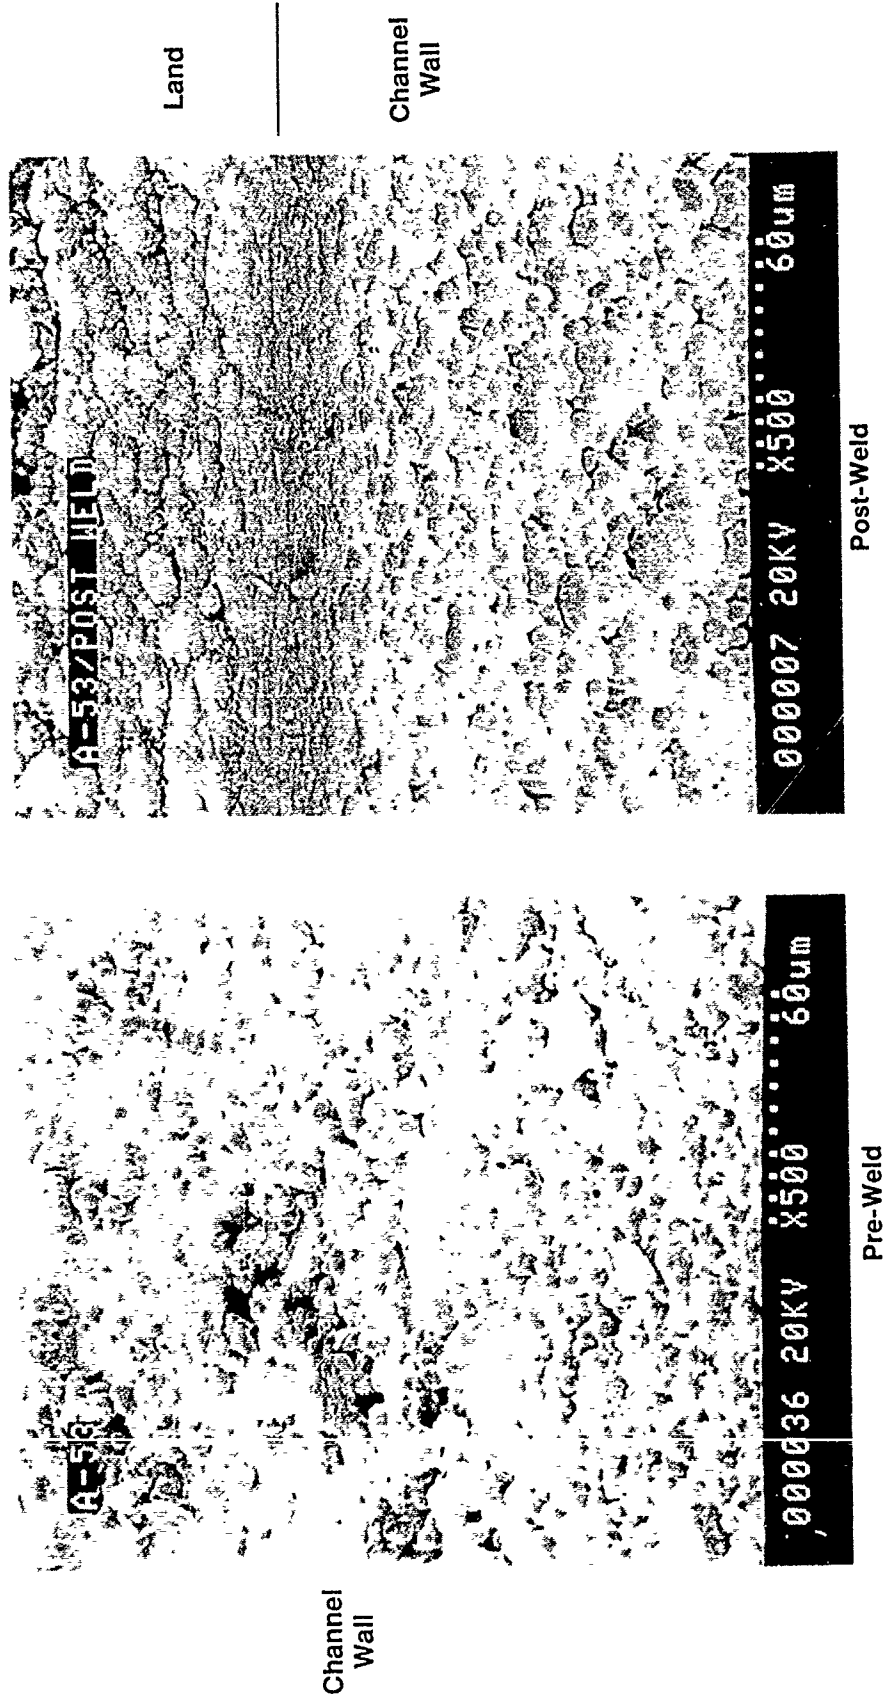 Channel
Wall
A-53
000036 20KV X500 60um
Pre-Weld
A-53/POST WELD
000007 20KV X500 60um
Post-Weld
Land
Channel
Wall